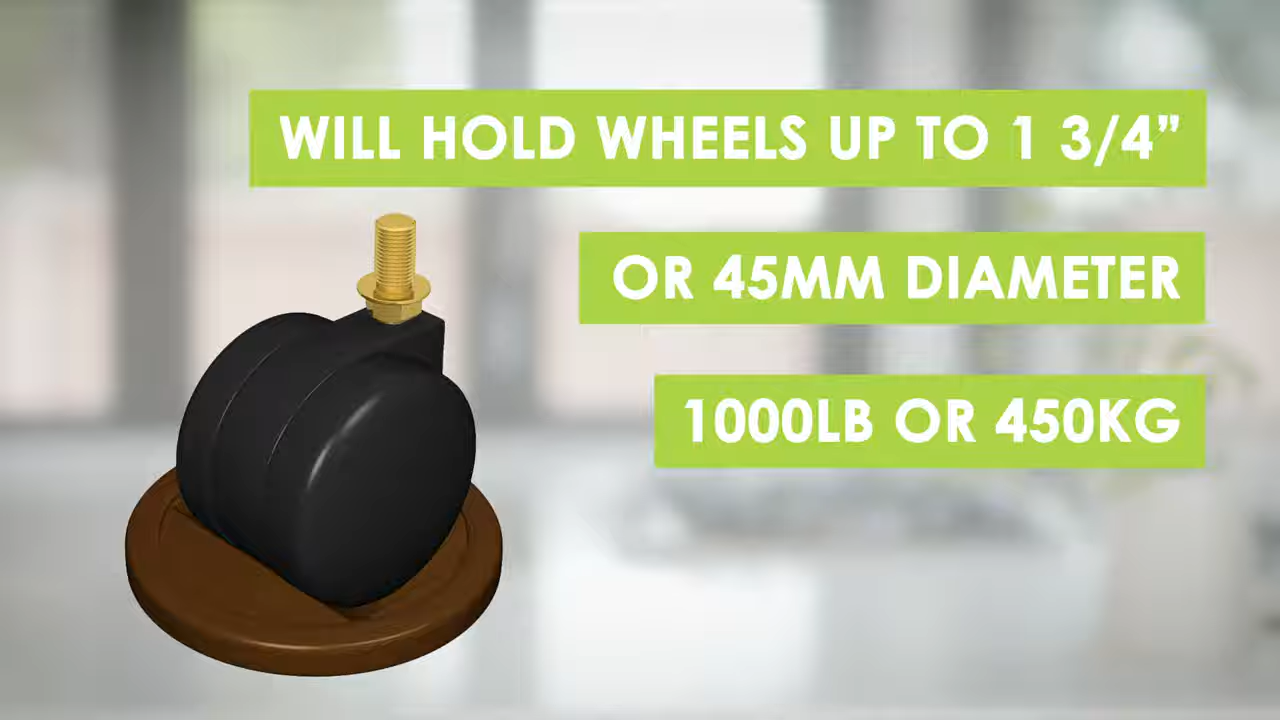 WILL HOLD WHEELS UP TO 1 3/4”
OR 45MM DIAMETER
1000LB OR 450KG